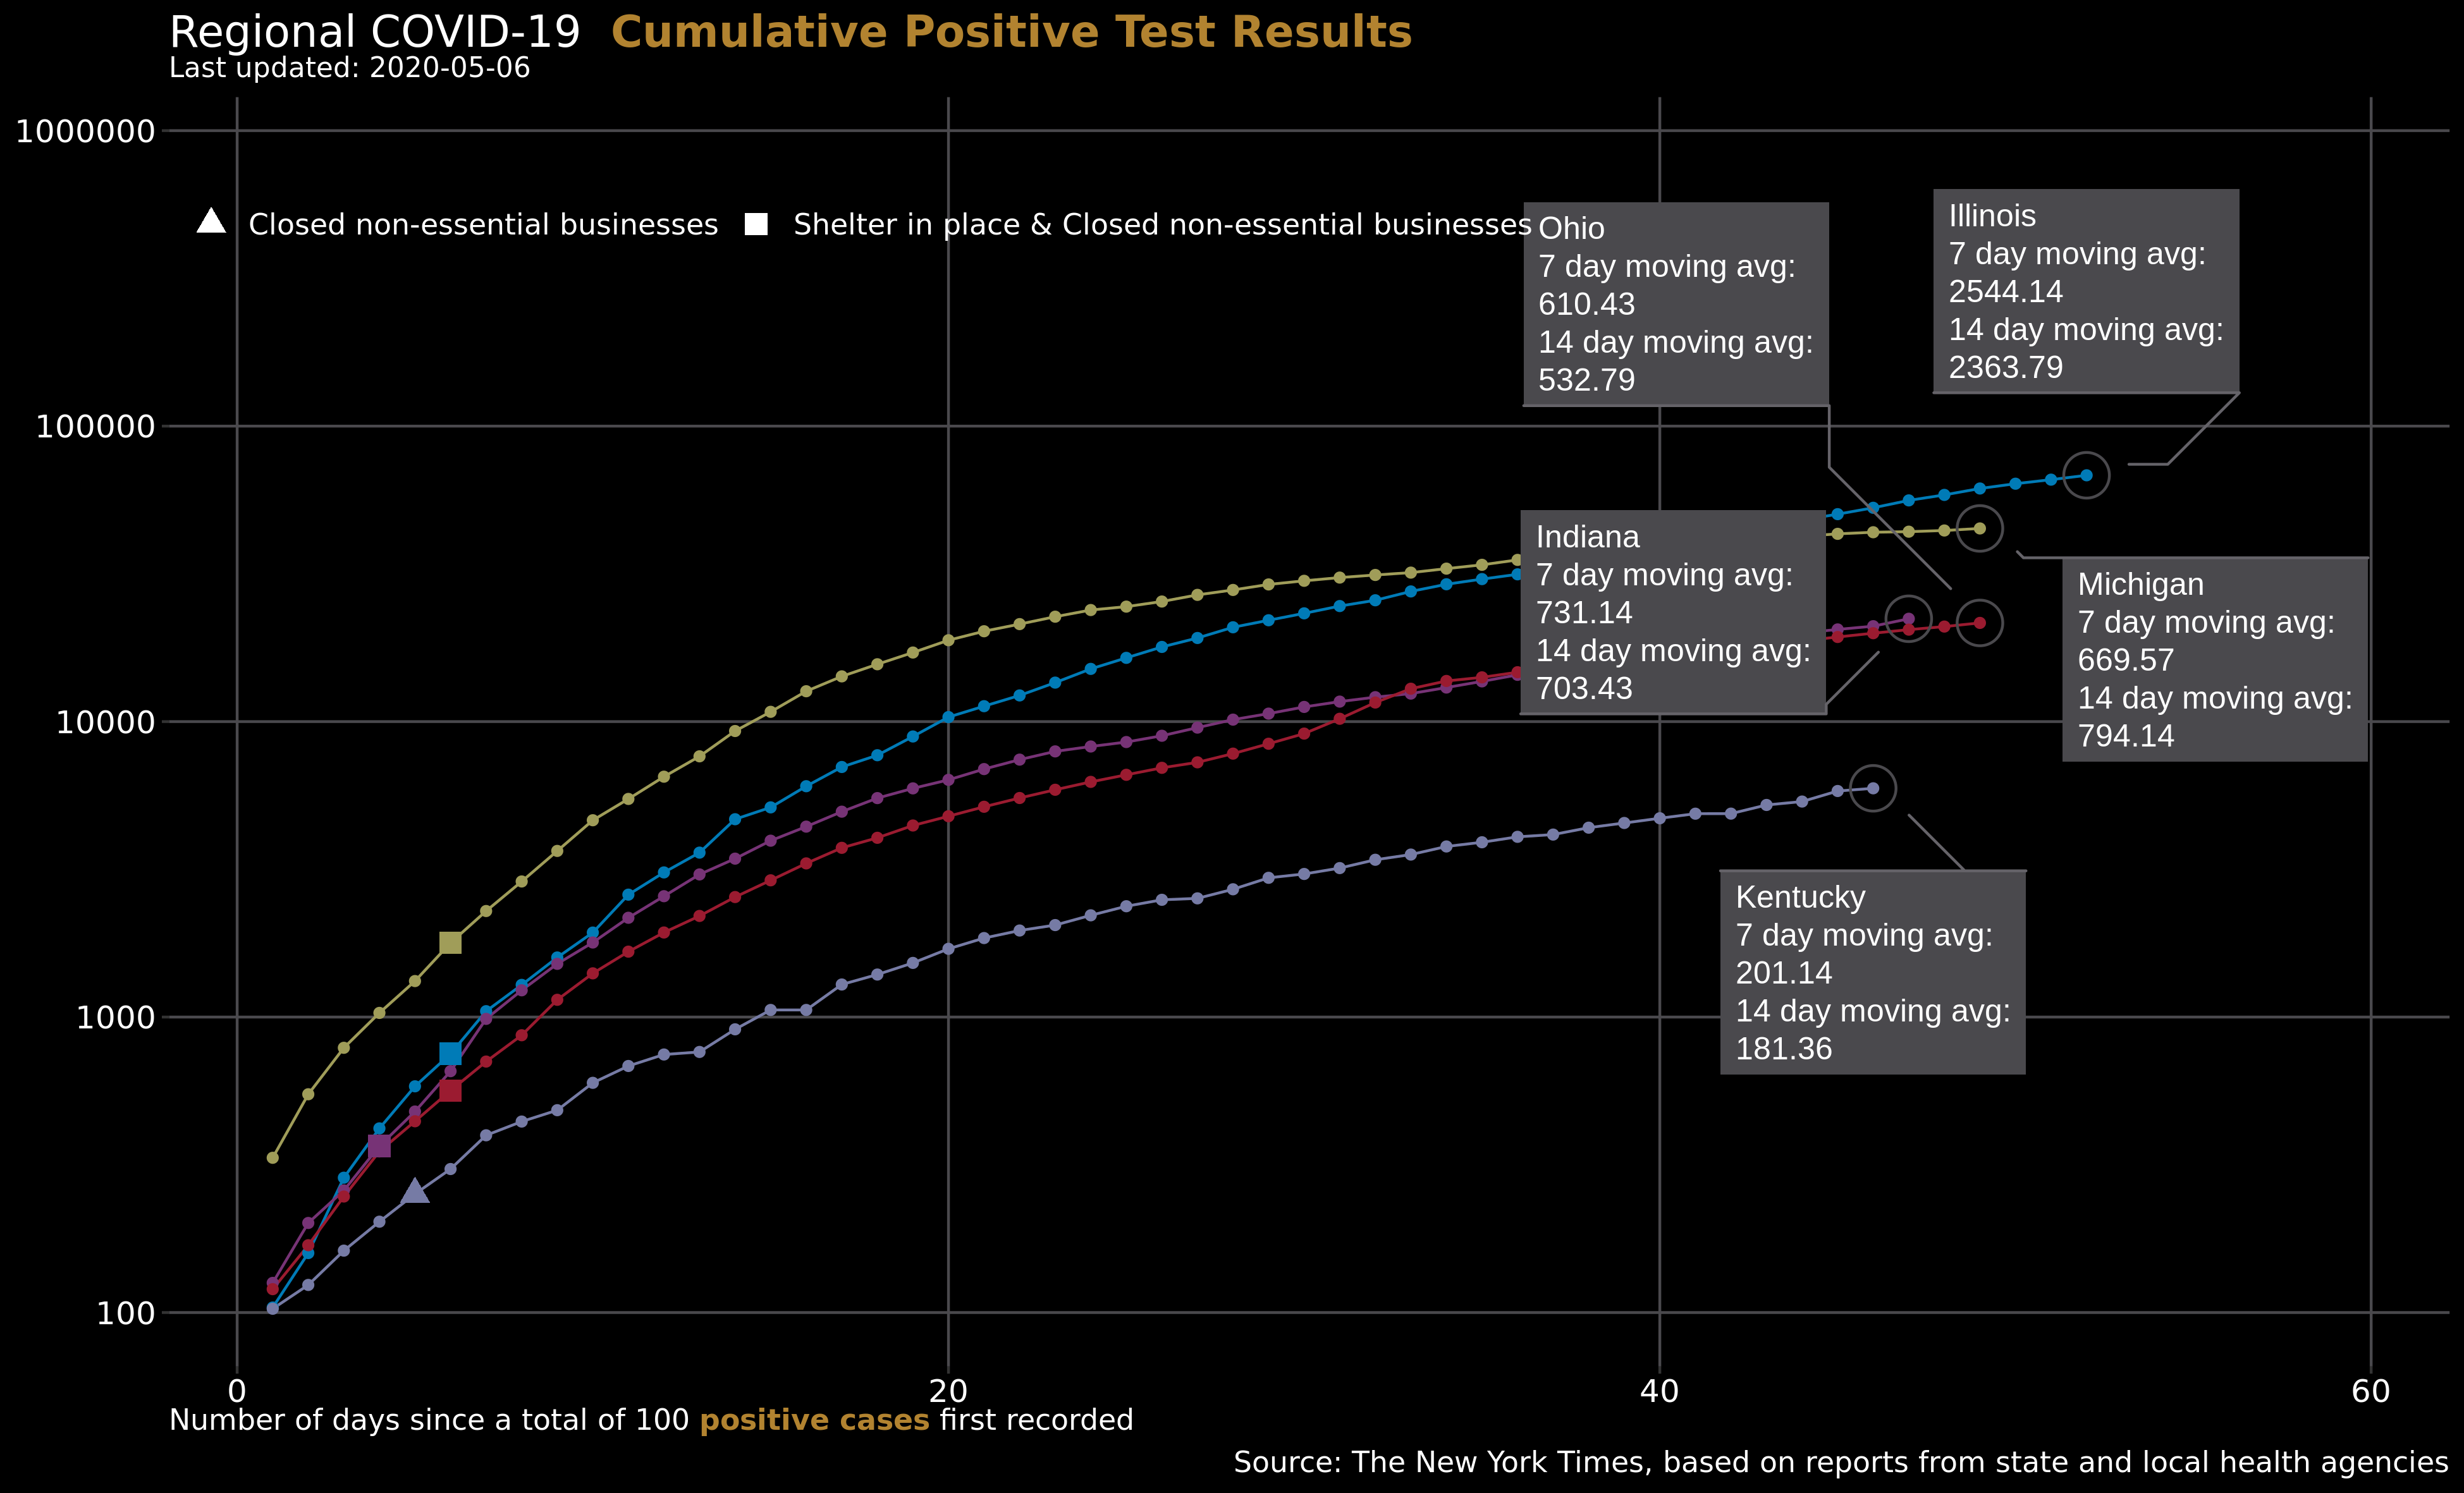 Regional COVID-19 Cumulative Positive Test Results
Last updated: 2020-05-06
1000000
100000
10000
1000
100
Closed non-essential businesses
Shelter in place & Closed non-essential businesses
Ohio
7 day moving avg:
610.43
14 day moving avg:
532.79
Illinois
7 day moving avg:
2544.14
14 day moving avg:
2363.79
Indiana
7 day moving avg:
731.14
14 day moving avg:
703.43
Michigan
7 day moving avg:
669.57
14 day moving avg:
794.14
Kentucky
7 day moving avg:
201.14
14 day moving avg:
181.36
0
20
40
60
Number of days since a total of 100 positive cases first recorded
Source: The New York Times, based on reports from state and local health agencies